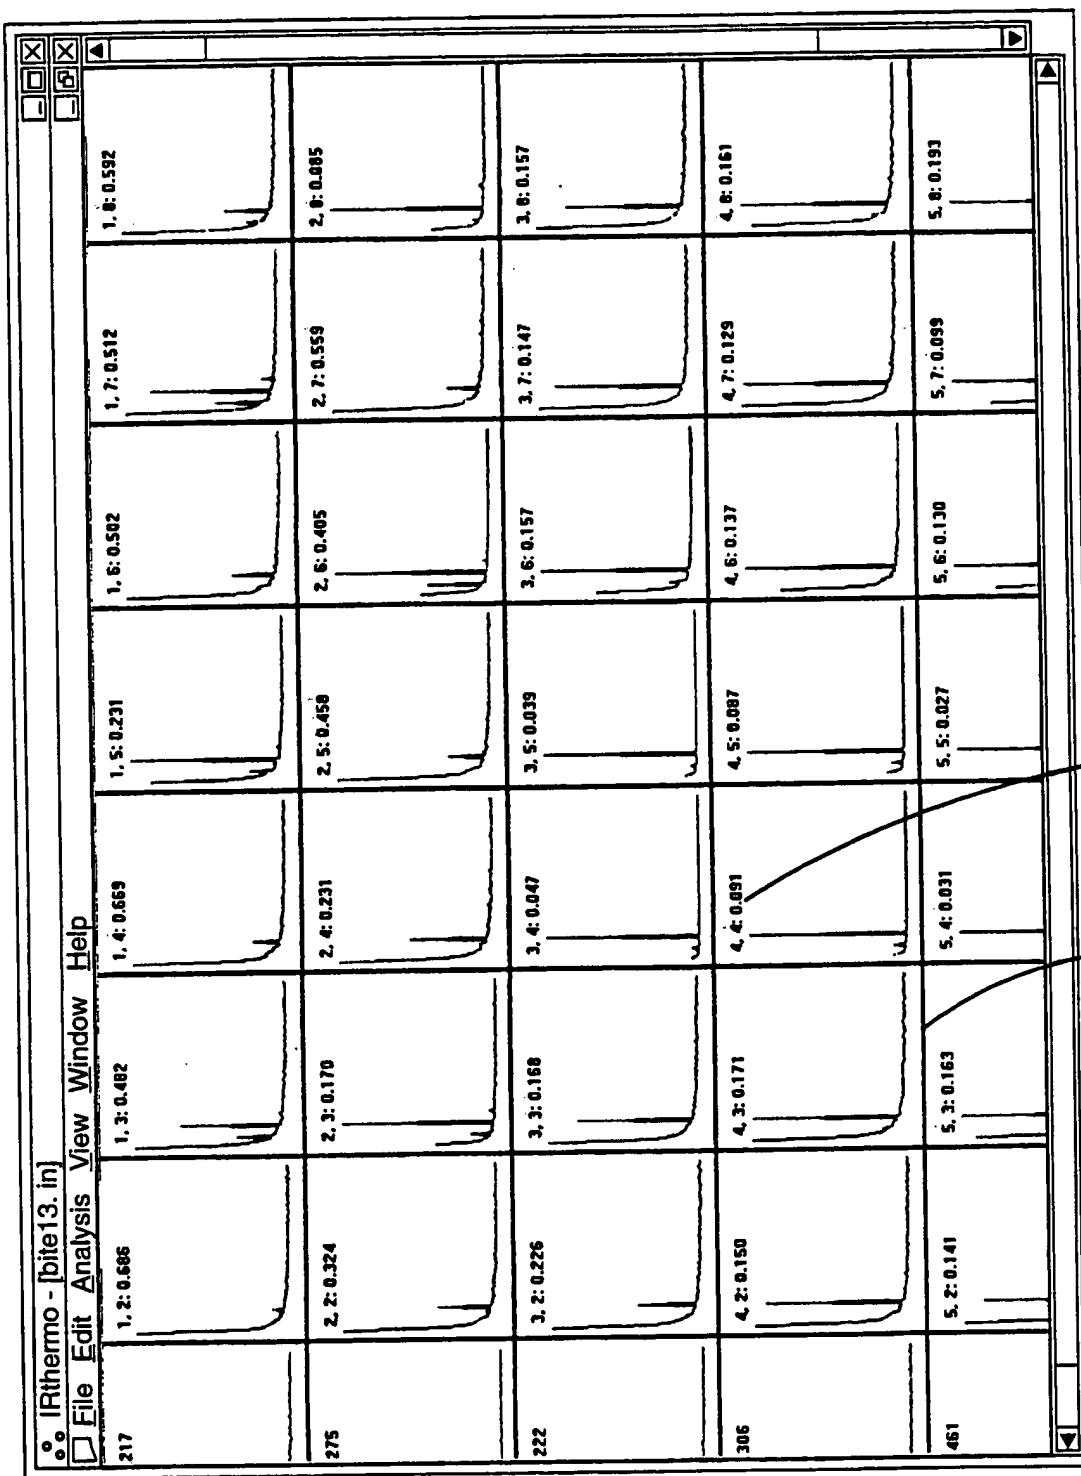 IRthermo - [bite13. in]
File Edit Analysis View Window Help
217 1, 2: 0.686 1, 3: 0.482 1, 4: 0.669 1, 5: 0.231 1, 6: 0.502 1, 7: 0.512 1, 8: 0.592
275 2, 2: 0.324 2, 3: 0.170 2, 4: 0.231 2, 5: 0.458 2, 6: 0.405 2, 7: 0.559 2, 8: 0.085
222 3, 2: 0.226 3, 3: 0.168 3, 4: 0.047 3, 5: 0.039 3, 6: 0.157 3, 7: 0.147 3, 8: 0.157
306 4, 2: 0.150 4, 3: 0.171 4, 4: 0.091 4, 5: 0.087 4, 6: 0.137 4, 7: 0.129 4, 8: 0.161
461 5, 2: 0.141 5, 3: 0.163 5, 4: 0.031 5, 5: 0.027 5, 6: 0.130 5, 7: 0.099 5, 8: 0.193